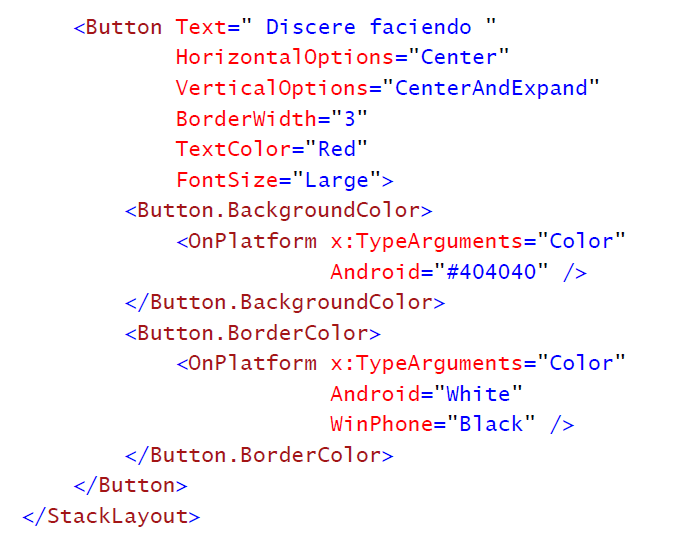 <Button Text=" Discere faciendo "
HorizontalOptions="Center"
VerticalOptions="CenterAndExpand"
BorderWidth="3"
TextColor="Red"
FontSize="Large">
<Button.BackgroundColor>
<OnPlatform x:TypeArguments="Color"
Android="#404040" />
</Button.BackgroundColor>
<Button.BorderColor>
<OnPlatform x:TypeArguments="Color"
Android="White"
WinPhone="Black" />
</Button.BorderColor>
</Button>
</StackLayout>